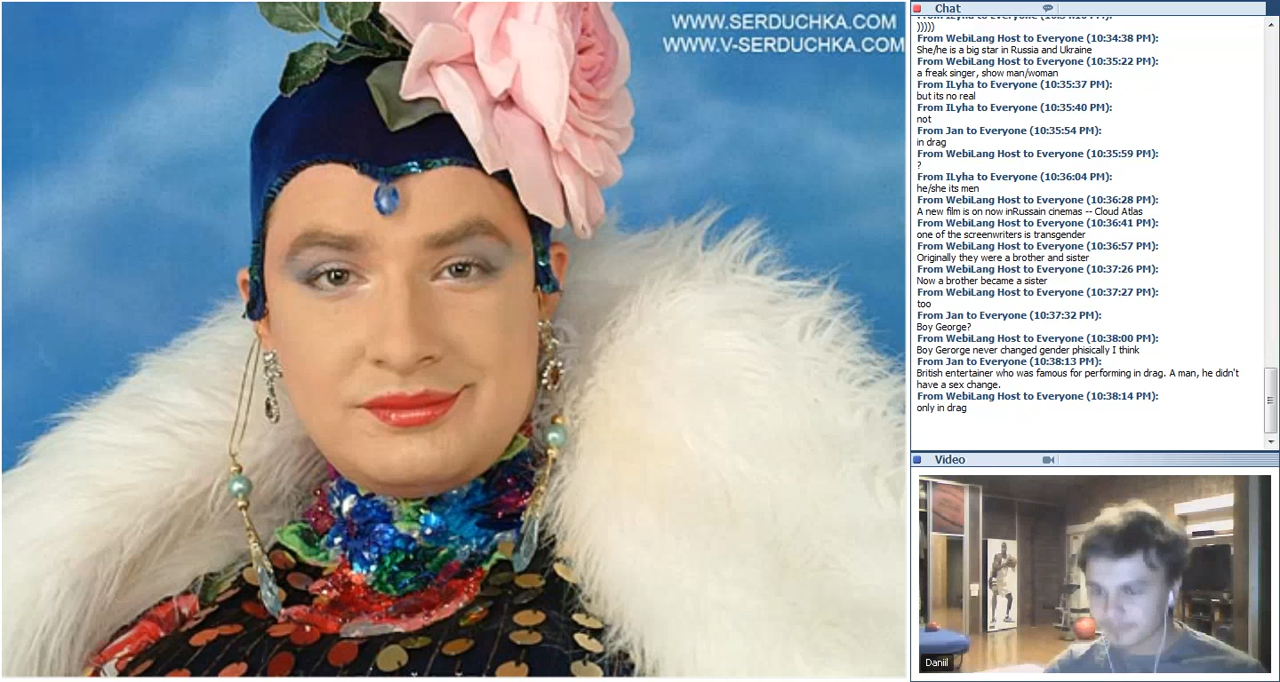 WWW.SERDUCHKA.COM
WWW.V-SERDUCHKA.COM
Chat
)))))
From WebiLang Host to Everyone (10:34:38 PM):
She/he is a big star in Russia and Ukraine
From WebiLang Host to Everyone (10:35:22 PM):
a freak singer, show man/woman
From ILyha to Everyone (10:35:37 PM):
but its no real
From ILyha to Everyone (10:35:40 PM):
not
From Jan to Everyone (10:35:54 PM):
in drag
From WebiLang Host to Everyone (10:35:59 PM):
?
From ILyha to Everyone (10:36:04 PM):
he/she its men
From WebiLang Host to Everyone (10:36:28 PM):
A new film is on now inRussain cinemas -- Cloud Atlas
From WebiLang Host to Everyone (10:36:41 PM):
one of the screenwriters is transgender
From WebiLang Host to Everyone (10:36:57 PM):
Originally they were a brother and sister
From WebiLang Host to Everyone (10:37:26 PM):
Now a brother became a sister
From WebiLang Host to Everyone (10:37:27 PM):
too
From Jan to Everyone (10:37:32 PM):
Boy George?
From WebiLang Host to Everyone (10:38:00 PM):
Boy Gerorge never changed gender phisically I think
From Jan to Everyone (10:38:13 PM):
British entertainer who was famous for performing in drag. A man, he didn't
have a sex change.
From WebiLang Host to Everyone (10:38:14 PM):
only in drag
Video
Daniil